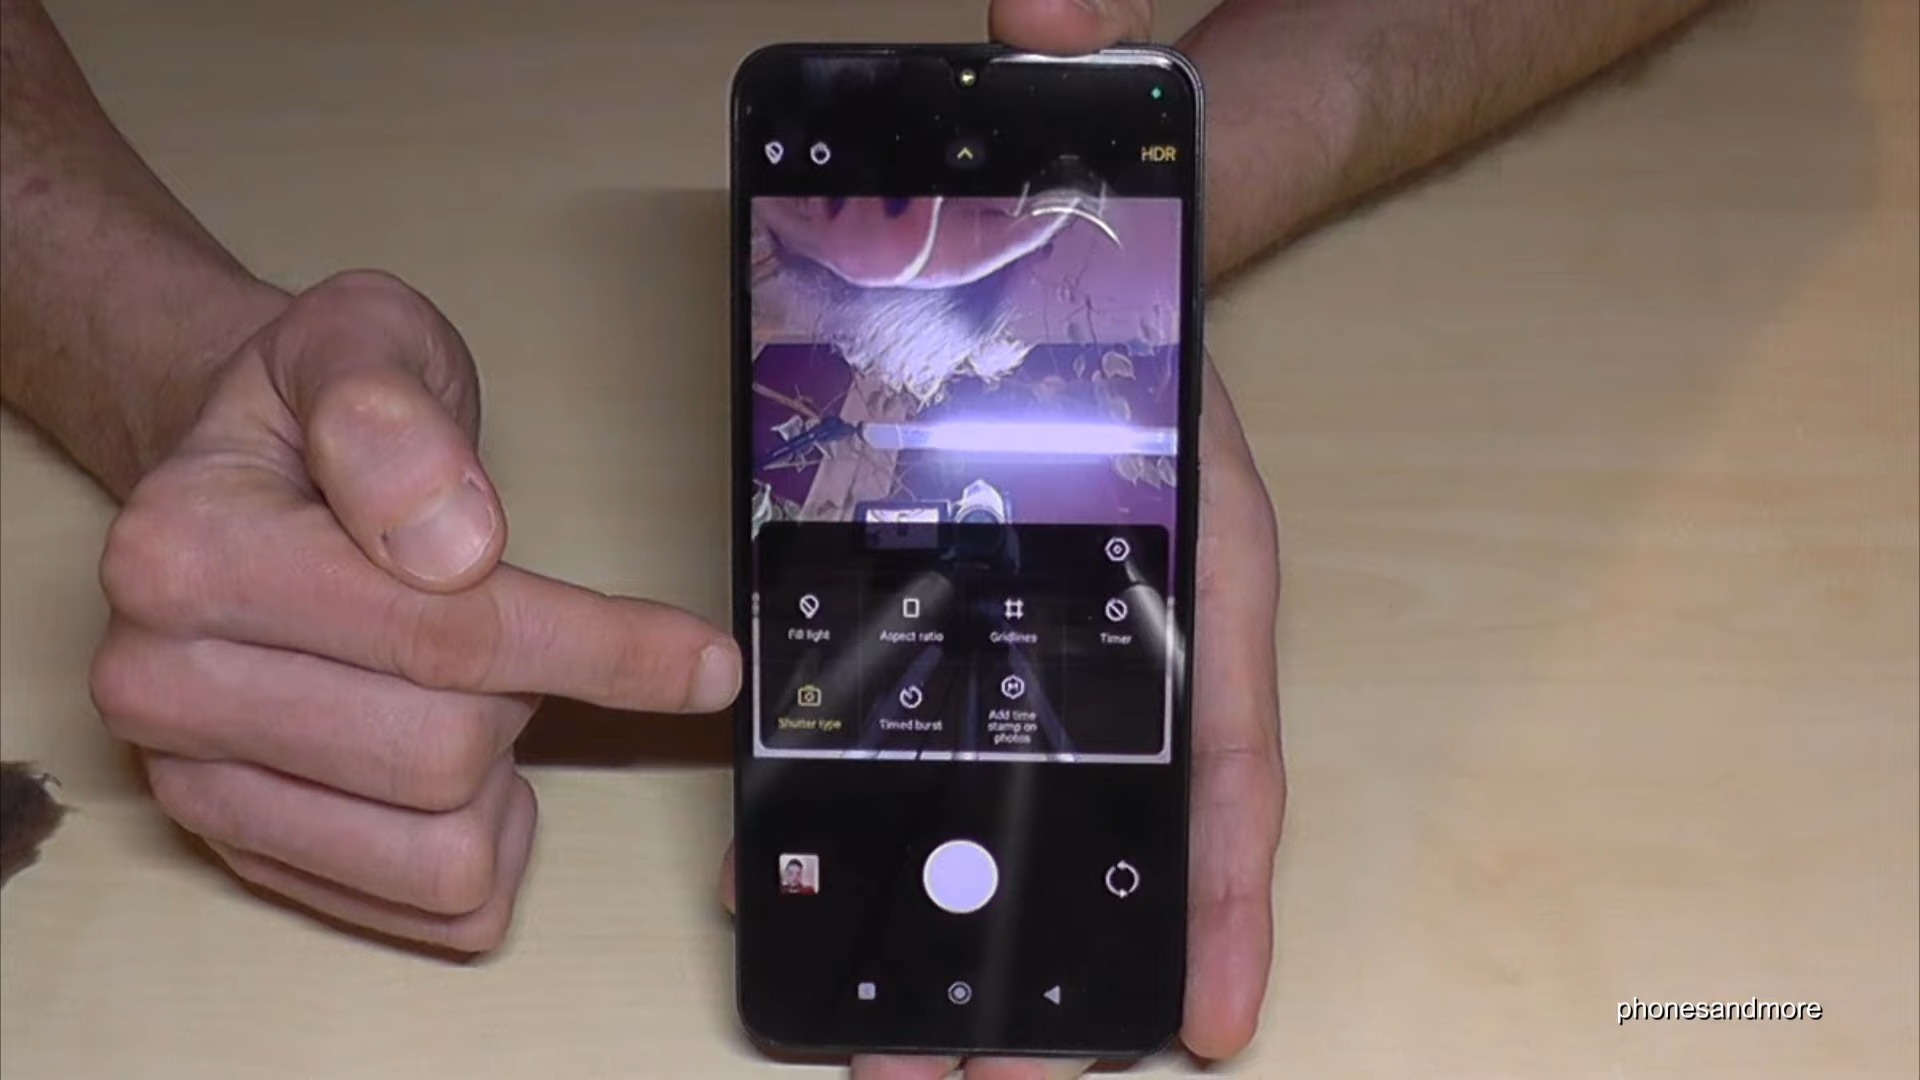 HDR
Fill light
Aspect ratio
Gridlines
Timer
Shutter type
Timed burst
Add time
stamp on
photos
phonesandmore